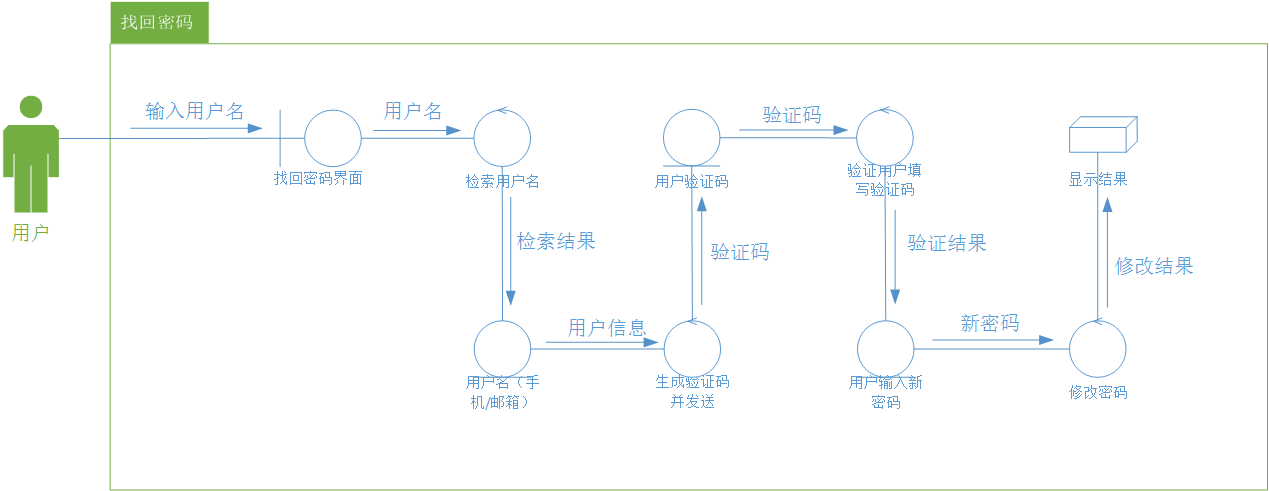 找回密码
输入用户名
用户名
验证码
找回密码界面
检索用户名
用户验证码
验证用户填
写验证码
显示结果
用户
检索结果
验证码
验证结果
修改结果
用户信息
新密码
用户名（手
机/邮箱）
生成验证码
并发送
用户输入新
密码
修改密码